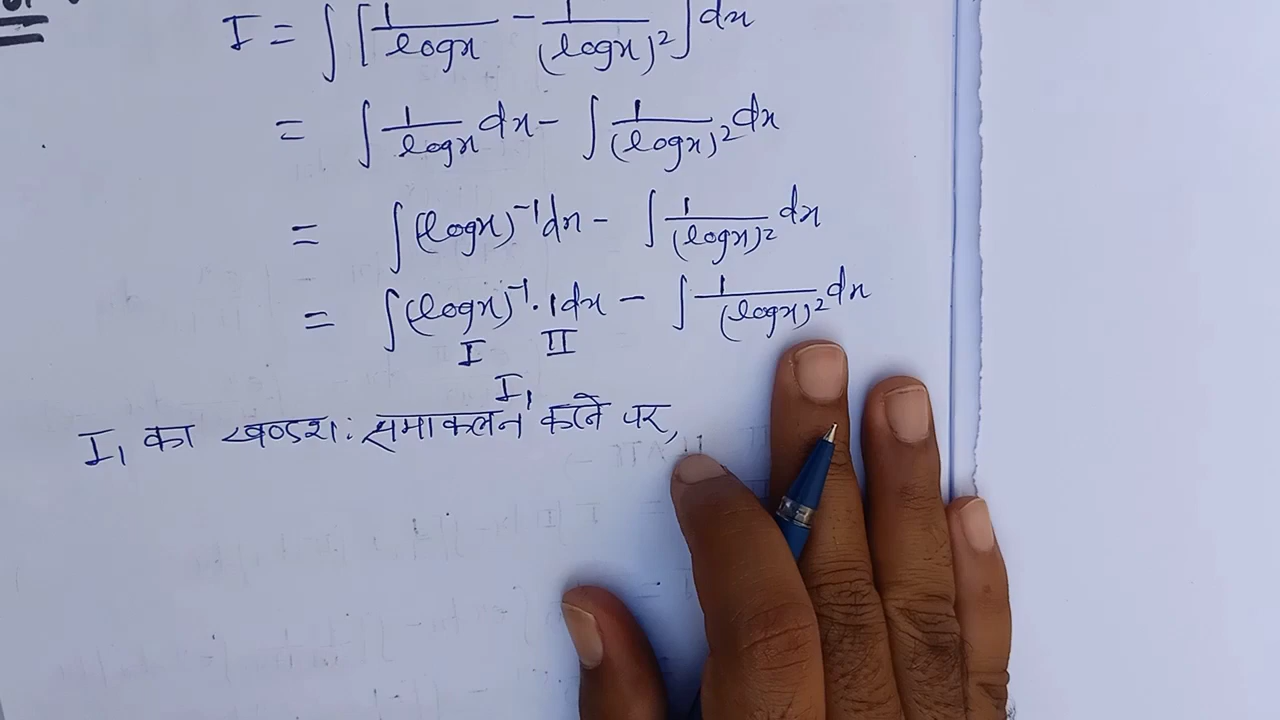 I = ∫ [1/logx − 1/(logx)²] dx
= ∫ 1/logx dx − ∫ 1/(logx)² dx
= ∫ (logx)⁻¹ dx − ∫ 1/(logx)² dx
= ∫ (logx)⁻¹ · 1 dx − ∫ 1/(logx)² dx
I II
I₁
I₁ का खण्डशः समाकलन करने पर,